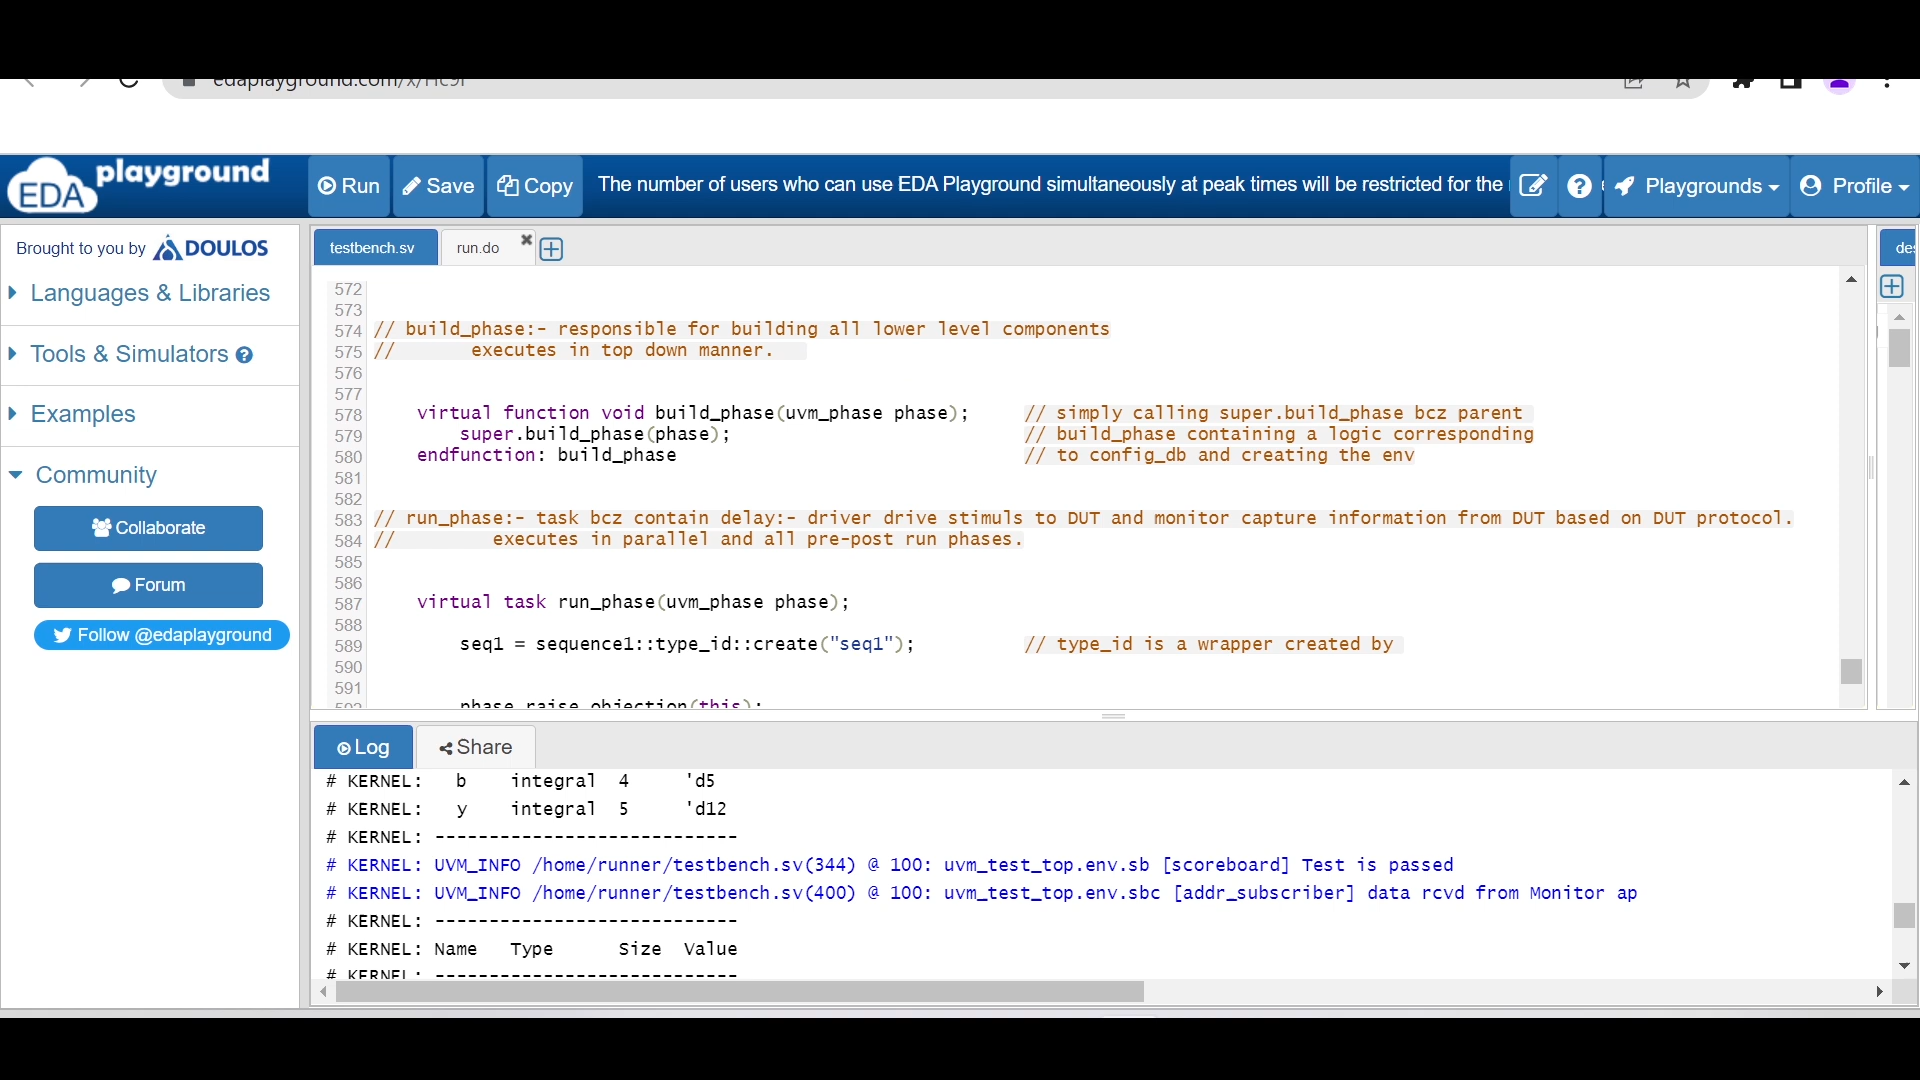 EDA playground
Run
Save
Copy
The number of users who can use EDA Playground simultaneously at peak times will be restricted for the
Playgrounds
Profile
Brought to you by DOULOS
Languages & Libraries
Tools & Simulators
Examples
Community
Collaborate
Forum
Follow @edaplayground
testbench.sv
run.do
572
573
574 // build_phase:- responsible for building all lower level components
575 //       executes in top down manner.
576
577
578 virtual function void build_phase(uvm_phase phase);     // simply calling super.build_phase bcz parent
579 super.build_phase(phase);     // build_phase containing a logic corresponding
580 endfunction: build_phase     // to config_db and creating the env
581
582
583 // run_phase:- task bcz contain delay:- driver drive stimuls to DUT and monitor capture information from DUT based on DUT protocol.
584 //         executes in parallel and all pre-post run phases.
585
586
587 virtual task run_phase(uvm_phase phase);
588
589 seq1 = sequence1::type_id::create("seq1");     // type_id is a wrapper created by
590
591
592 phase.raise_objection(this);
Log
Share
# KERNEL:   b    integral  4     'd5
# KERNEL:   y    integral  5     'd12
# KERNEL: ----------------------------
# KERNEL: UVM_INFO /home/runner/testbench.sv(344) @ 100: uvm_test_top.env.sb [scoreboard] Test is passed
# KERNEL: UVM_INFO /home/runner/testbench.sv(400) @ 100: uvm_test_top.env.sbc [addr_subscriber] data rcvd from Monitor ap
# KERNEL: ----------------------------
# KERNEL: Name   Type      Size  Value
# KERNEL: ----------------------------